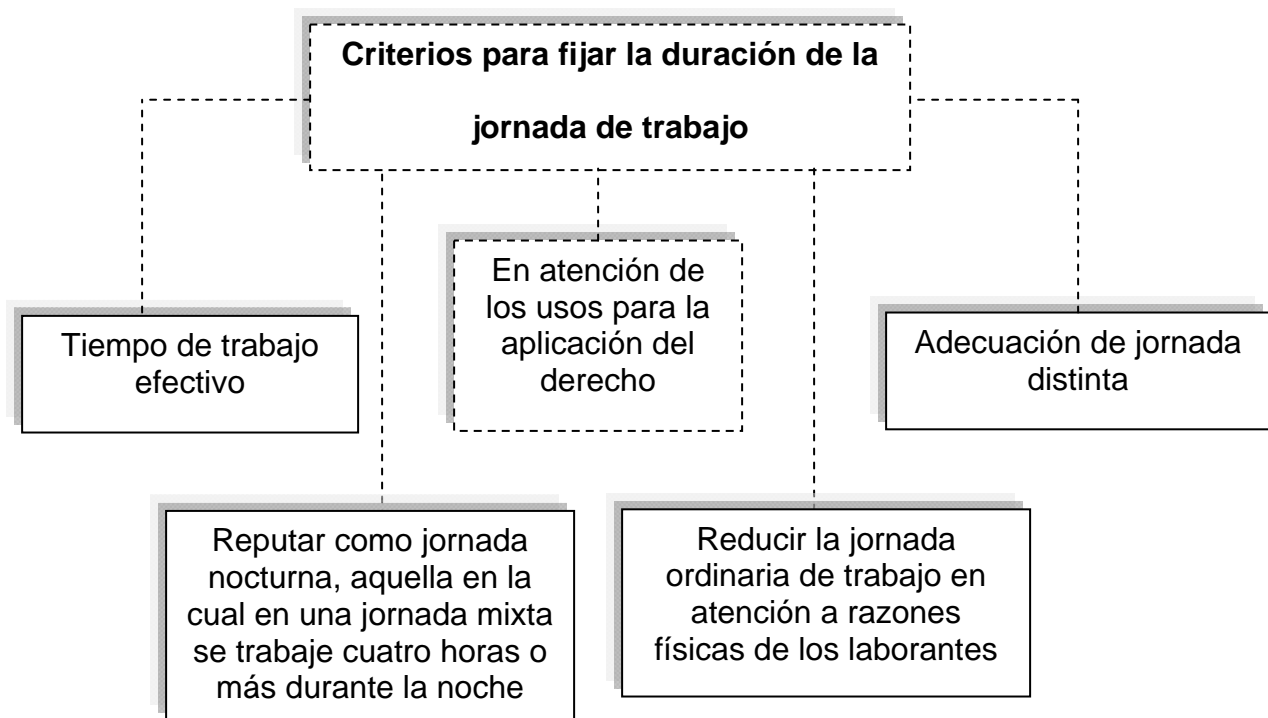 Criterios para fijar la duración de la
jornada de trabajo
En atención de
los usos para la
aplicación del
derecho
Tiempo de trabajo
efectivo
Adecuación de jornada
distinta
Reputar como jornada
nocturna, aquella en la
cual en una jornada mixta
se trabaje cuatro horas o
más durante la noche
Reducir la jornada
ordinaria de trabajo en
atención a razones
físicas de los laborantes